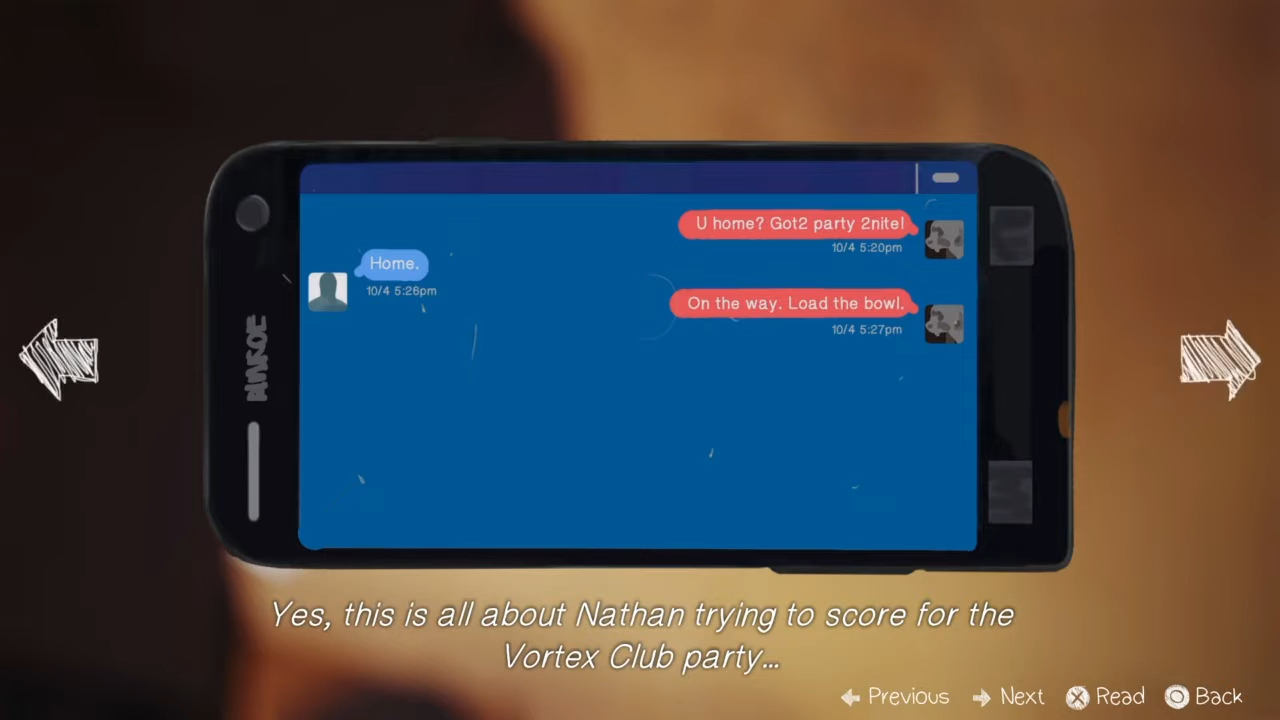 U home? Got2 party 2nite!
10/4 5:20pm
Home.
10/4 5:26pm
On the way. Load the bowl.
10/4 5:27pm
Yes, this is all about Nathan trying to score for the
Vortex Club party...
Previous Next Read Back